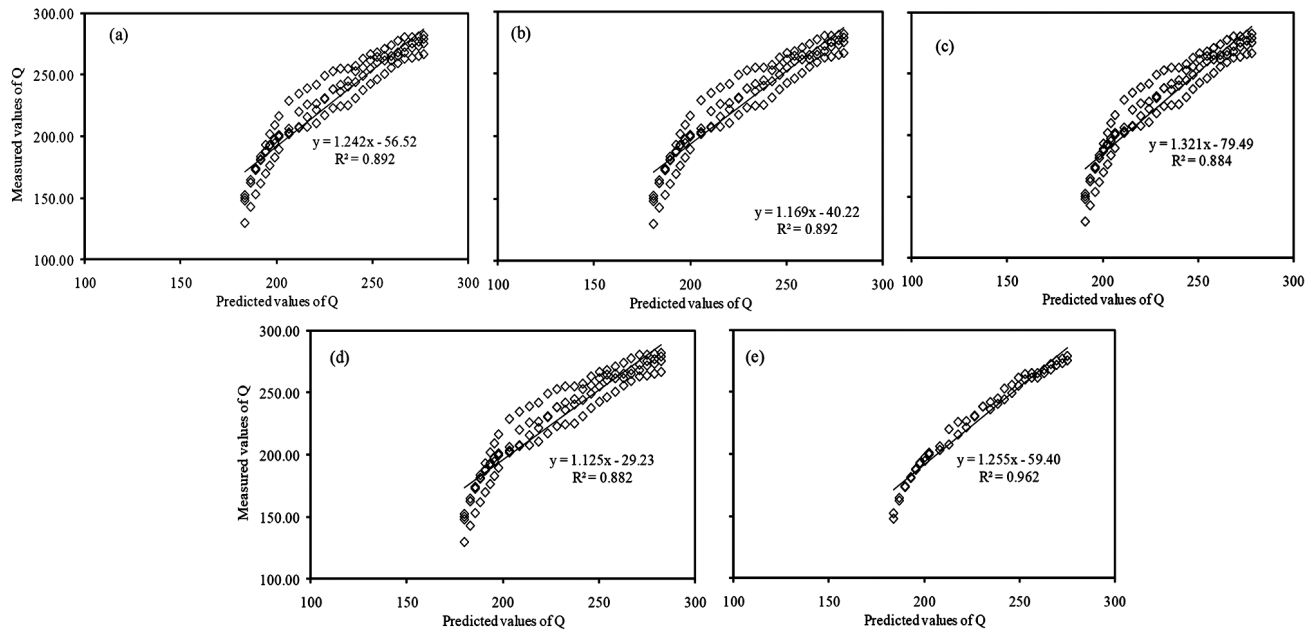 300.00
250.00
200.00
150.00
100.00
Measured values of Q
(a)
y = 1.242x - 56.52
R² = 0.892
100 150 200 250 300
Predicted values of Q
(b)
y = 1.169x - 40.22
R² = 0.892
100 150 200 250 300
Predicted values of Q
(c)
y = 1.321x - 79.49
R² = 0.884
100 150 200 250 300
Predicted values of Q
300.00
250.00
200.00
150.00
100.00
Measured values of Q
(d)
y = 1.125x - 29.23
R² = 0.882
100 150 200 250 300
Predicted values of Q
(e)
y = 1.255x - 59.40
R² = 0.962
100 150 200 250 300
Predicted values of Q